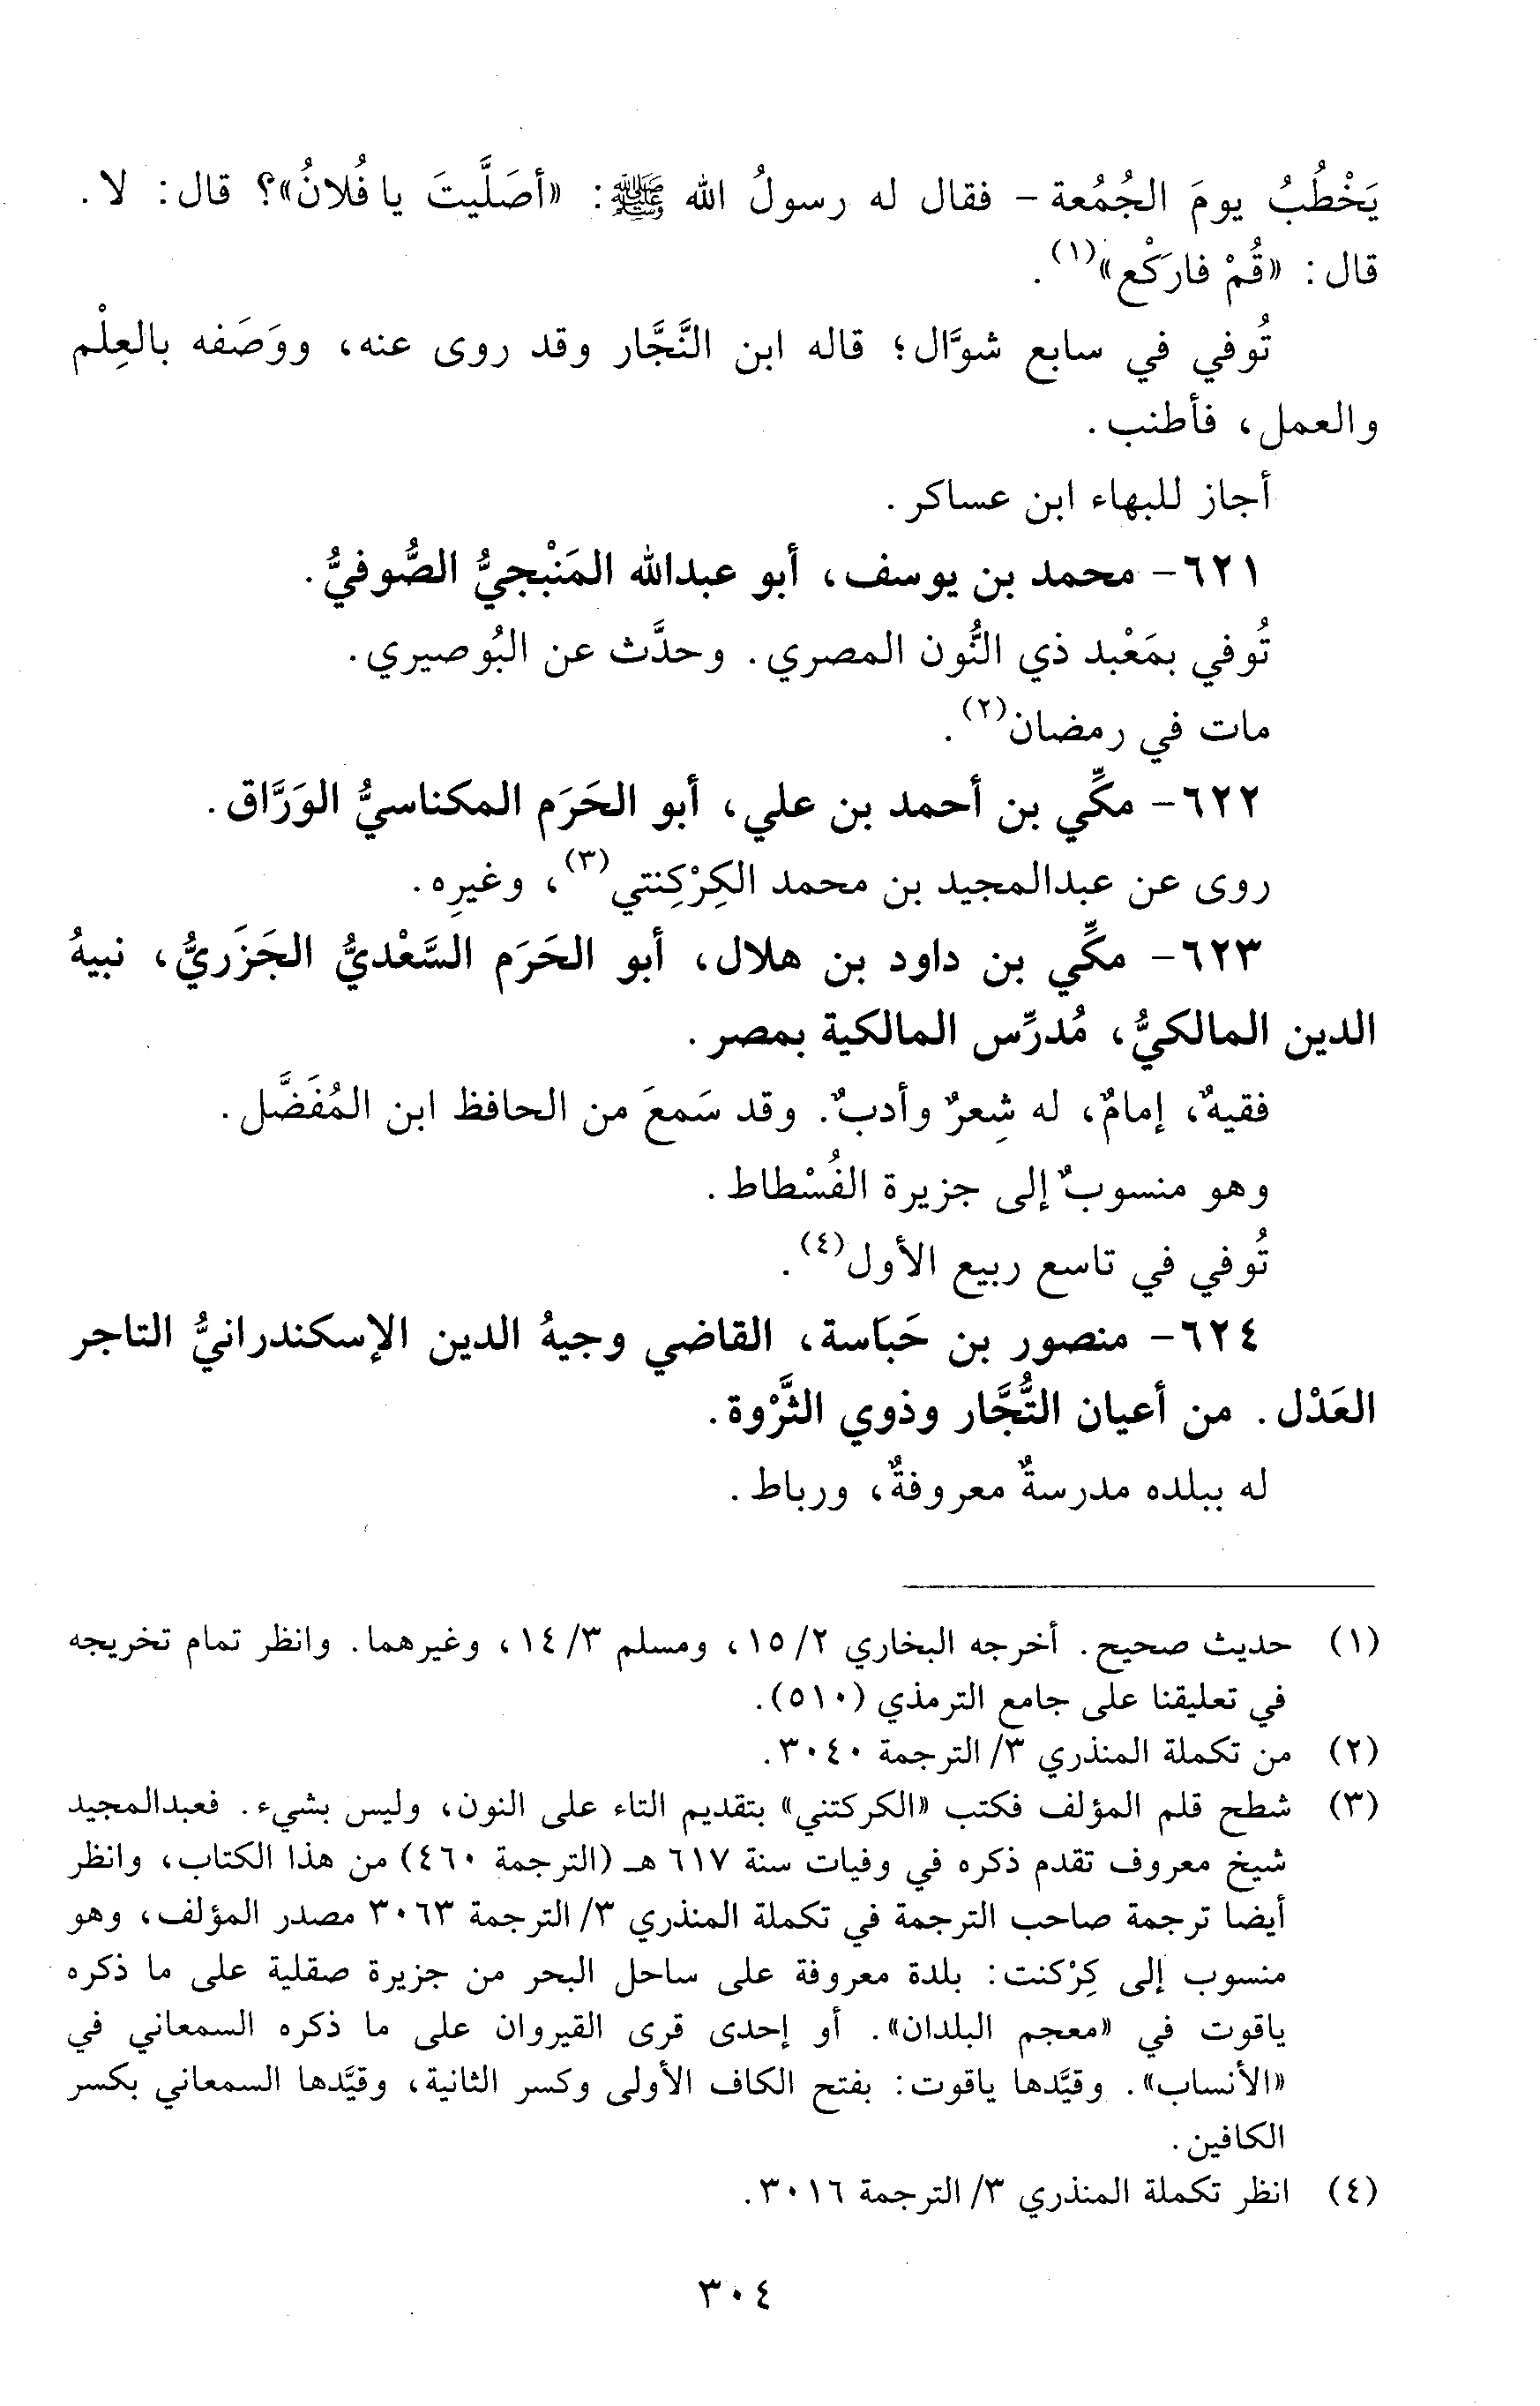 يَخْطُبُ يومَ الجُمُعة - فقال له رسولُ الله ﷺ: «أصَلَّيتَ يا فُلانُ»؟ قال: لا.
قال: «قُمْ فارَكْع»(١).
تُوفي في سابع شوَّال؛ قاله ابن النَّجَّار وقد روى عنه، ووَصَفه بالعِلْم
والعمل، فأطنب.
أجاز للبهاء ابن عساكر.
٦٢١- محمد بن يوسف، أبو عبدالله المَنْبجيُّ الصُّوفيُّ.
تُوفي بمَعْبد ذي النُّون المصري. وحدَّث عن البُوصيري.
مات في رمضان(٢).
٦٢٢- مكِّي بن أحمد بن علي، أبو الحَرَم المكناسيُّ الوَرَّاق.
روى عن عبدالمجيد بن محمد الكِرْكِنتي(٣)، وغيرِه.
٦٢٣- مكِّي بن داود بن هلال، أبو الحَرَم السَّعْديُّ الجَزَريُّ، نبيهُ
الدين المالكيُّ، مُدرِّس المالكية بمصر.
فقيهٌ، إمامٌ، له شِعرٌ وأدبٌ. وقد سَمعَ من الحافظ ابن المُفَضَّل.
وهو منسوبٌ إلى جزيرة الفُسْطاط.
تُوفي في تاسع ربيع الأول(٤).
٦٢٤- منصور بن حَبَاسة، القاضي وجيهُ الدين الإسكندرانيُّ التاجر
العَدْل. من أعيان التُّجَّار وذوي الثَّرْوة.
له ببلده مدرسةٌ معروفةٌ، ورباط.
(١) حديث صحيح. أخرجه البخاري ٢/ ١٥، ومسلم ٣/ ١٤، وغيرهما. وانظر تمام تخريجه
في تعليقنا على جامع الترمذي (٥١٠).
(٢) من تكملة المنذري ٣/ الترجمة ٣٠٤٠.
(٣) شطح قلم المؤلف فكتب «الكركتني» بتقديم التاء على النون، وليس بشيء. فعبدالمجيد
شيخ معروف تقدم ذكره في وفيات سنة ٦١٧ هـ (الترجمة ٤٦٠) من هذا الكتاب، وانظر
أيضا ترجمة صاحب الترجمة في تكملة المنذري ٣/ الترجمة ٣٠٦٣ مصدر المؤلف، وهو
منسوب إلى كِرْكنت: بلدة معروفة على ساحل البحر من جزيرة صقلية على ما ذكره
ياقوت في «معجم البلدان». أو إحدى قرى القيروان على ما ذكره السمعاني في
«الأنساب». وقيَّدها ياقوت: بفتح الكاف الأولى وكسر الثانية، وقيَّدها السمعاني بكسر
الكافين.
(٤) انظر تكملة المنذري ٣/ الترجمة ٣٠١٦.
٣٠٤